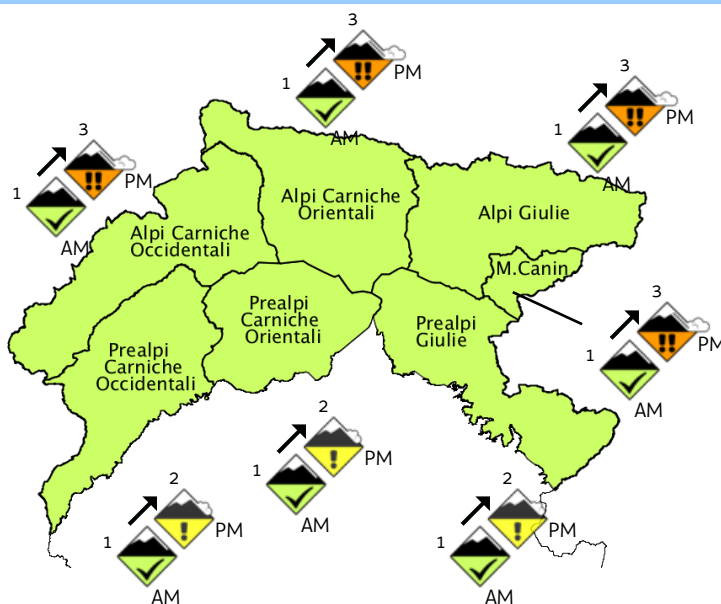 3
1
PM
AM
3
1
PM
AM
3
1
PM
AM
Alpi Carniche
Orientali
Alpi Giulie
Alpi Carniche
Occidentali
M.Canin
Prealpi
Carniche
Orientali
Prealpi
Giulie
Prealpi
Carniche
Occidentali
3
1
PM
AM
2
1
PM
AM
2
1
PM
AM
2
1
PM
AM